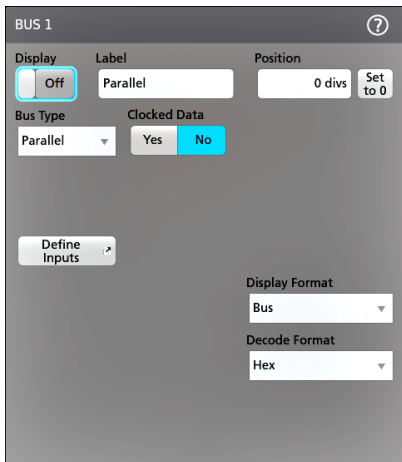 BUS 1
?
Display Label Position
Off Parallel 0 divs Set to 0
Bus Type Clocked Data
Parallel Yes No
Define
Inputs
Display Format
Bus
Decode Format
Hex